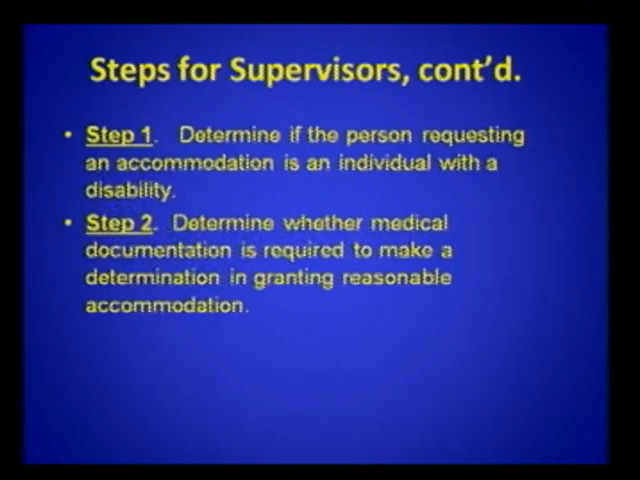 Steps for Supervisors, cont'd.
• Step 1. Determine if the person requesting
an accommodation is an individual with a
disability.
• Step 2. Determine whether medical
documentation is required to make a
determination in granting reasonable
accommodation.